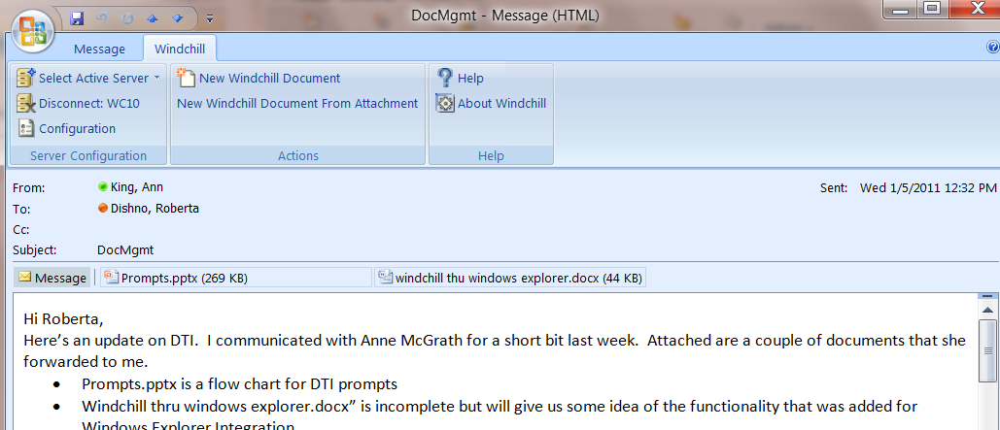 DocMgmt - Message (HTML)
Message Windchill
Select Active Server New Windchill Document Help
Disconnect: WC10 New Windchill Document From Attachment About Windchill
Configuration
Server Configuration Actions Help
From: King, Ann Sent: Wed 1/5/2011 12:32 PM
To: Dishno, Roberta
Cc:
Subject: DocMgmt
Message Prompts.pptx (269 KB) windchill thu windows explorer.docx (44 KB)
Hi Roberta,
Here’s an update on DTI. I communicated with Anne McGrath for a short bit last week. Attached are a couple of documents that she
forwarded to me.
• Prompts.pptx is a flow chart for DTI prompts
• Windchill thru windows explorer.docx” is incomplete but will give us some idea of the functionality that was added for
Windows Explorer Integration